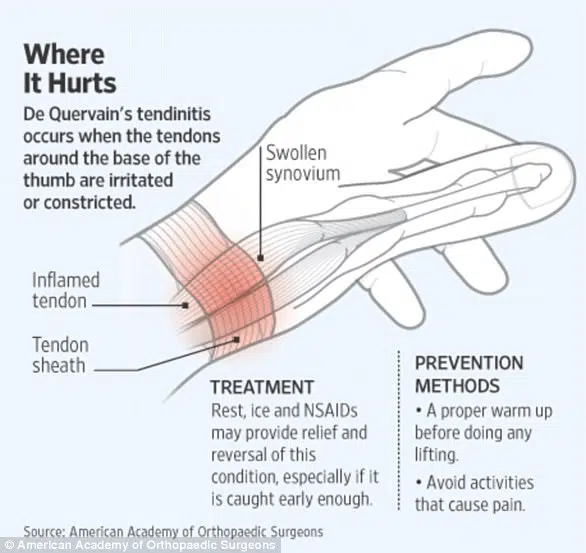 Where
It Hurts
De Quervain's tendinitis
occurs when the tendons
around the base of the
thumb are irritated
or constricted.
Swollen
synovium
Inflamed
tendon
Tendon
sheath
TREATMENT
Rest, ice and NSAIDs
may provide relief and
reversal of this
condition, especially if it
is caught early enough.
PREVENTION
METHODS
• A proper warm up
before doing any
lifting.
• Avoid activities
that cause pain.
Source: American Academy of Orthopaedic Surgeons
© American Academy of Orthopaedic Surgeons